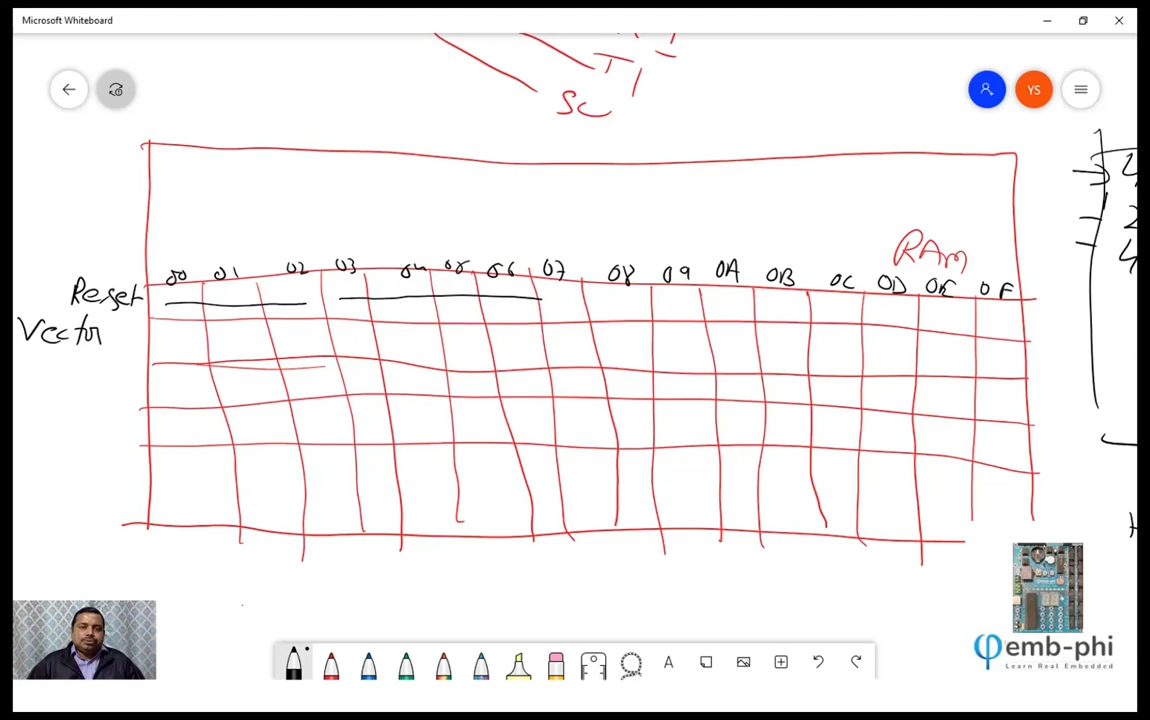 Microsoft Whiteboard
YS
SC
RAM
00 01 02 03 04 05 06 07 08 09 0A 0B 0C 0D 0E 0F
Reset
Vector
A
emb-phi
Learn Real Embedded